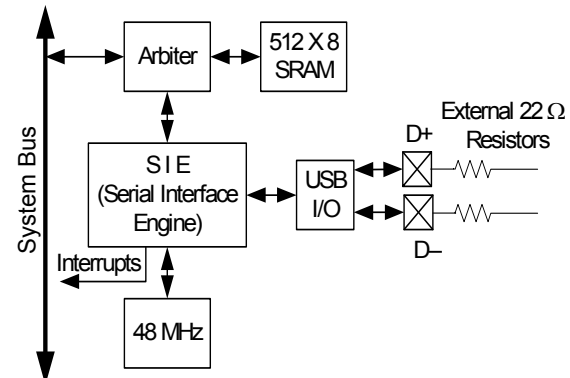 System Bus
Arbiter
512 X 8
SRAM
External 22 Ω
Resistors
D+
S I E
(Serial Interface
Engine)
USB
I/O
D–
Interrupts
48 MHz